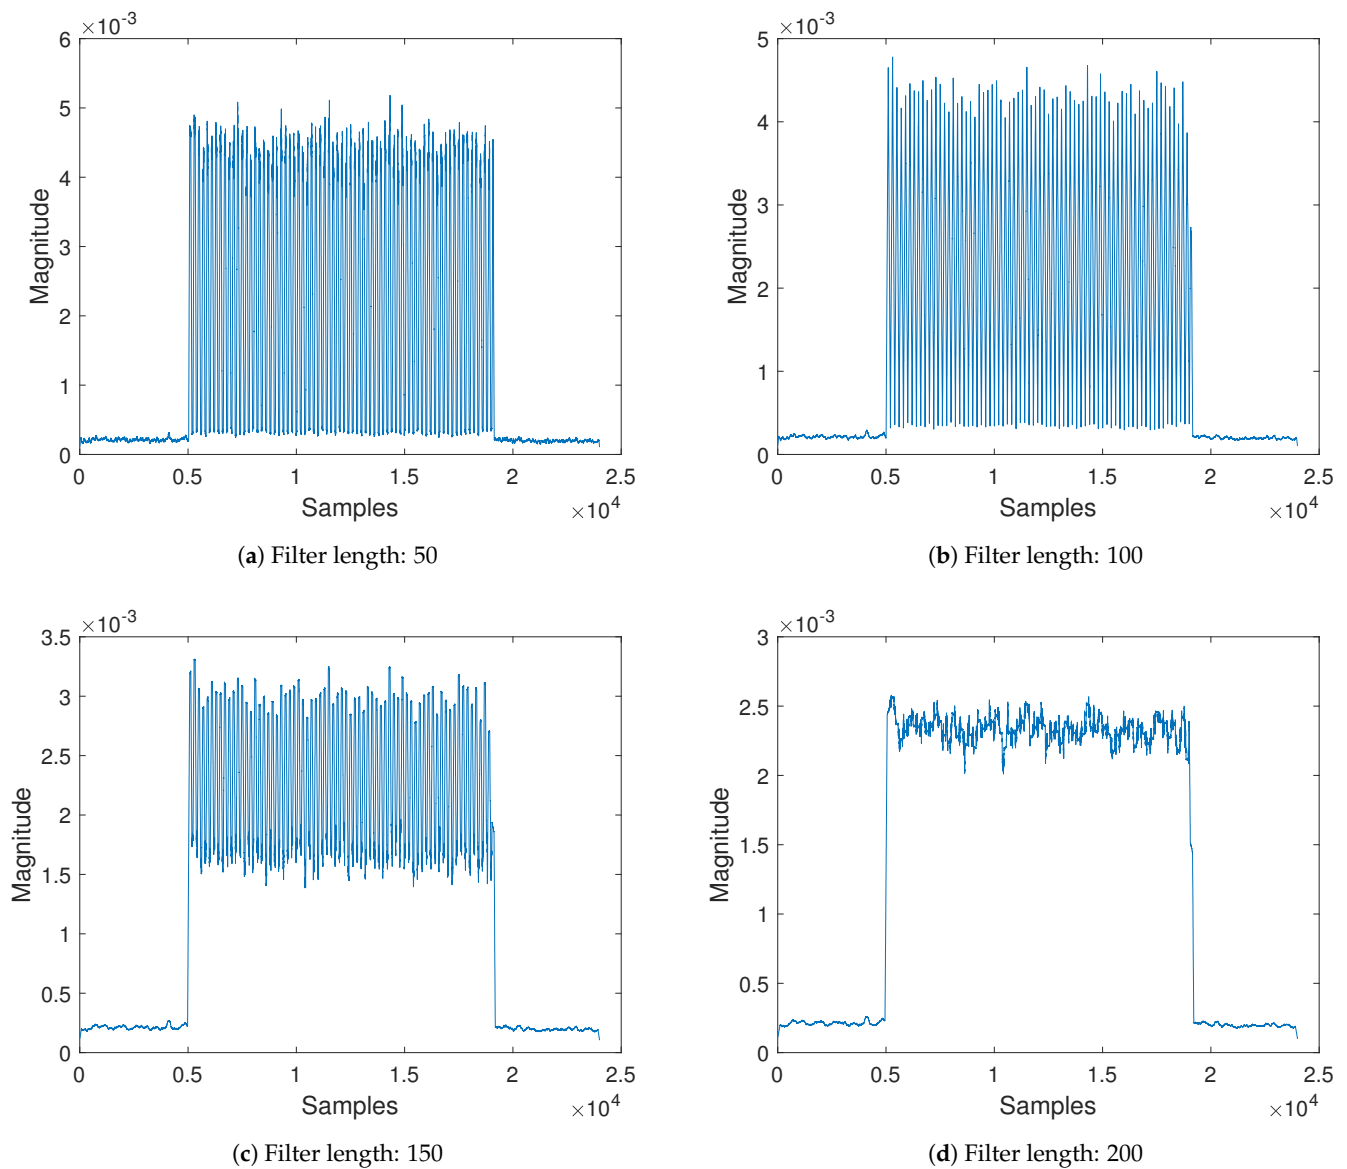 ×10⁻³
6
5
4
3
2
1
0
Magnitude
0 0.5 1 1.5 2 2.5
Samples
×10⁴
(a) Filter length: 50
×10⁻³
5
4
3
2
1
0
Magnitude
0 0.5 1 1.5 2 2.5
Samples
×10⁴
(b) Filter length: 100
×10⁻³
3.5
3
2.5
2
1.5
1
0.5
0
Magnitude
0 0.5 1 1.5 2 2.5
Samples
×10⁴
(c) Filter length: 150
×10⁻³
3
2.5
2
1.5
1
0.5
0
Magnitude
0 0.5 1 1.5 2 2.5
Samples
×10⁴
(d) Filter length: 200